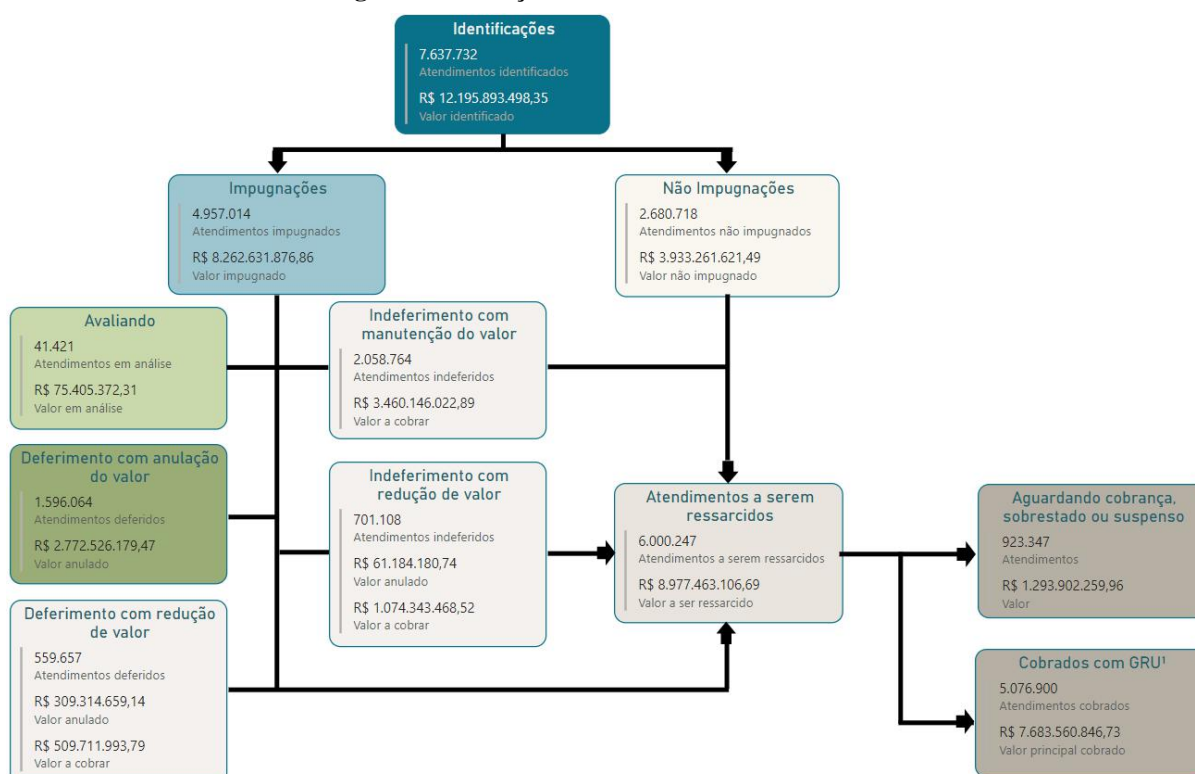 Identificações
7.637.732
Atendimentos identificados
R$ 12.195.893.498,35
Valor identificado
Impugnações
4.957.014
Atendimentos impugnados
R$ 8.262.631.876,86
Valor impugnado
Não Impugnações
2.680.718
Atendimentos não impugnados
R$ 3.933.261.621,49
Valor não impugnado
Avaliando
41.421
Atendimentos em análise
R$ 75.405.372,31
Valor em análise
Indeferimento com
manutenção do valor
2.058.764
Atendimentos indeferidos
R$ 3.460.146.022,89
Valor a cobrar
Deferimento com anulação
do valor
1.596.064
Atendimentos deferidos
R$ 2.772.526.179,47
Valor anulado
Indeferimento com
redução de valor
701.108
Atendimentos indeferidos
R$ 61.184.180,74
Valor anulado
R$ 1.074.343.468,52
Valor a cobrar
Atendimentos a serem
ressarcidos
6.000.247
Atendimentos a serem ressarcidos
R$ 8.977.463.106,69
Valor a ser ressarcido
Aguardando cobrança,
sobrestado ou suspenso
923.347
Atendimentos
R$ 1.293.902.259,96
Valor
Deferimento com redução
de valor
559.657
Atendimentos deferidos
R$ 309.314.659,14
Valor anulado
R$ 509.711.993,79
Valor a cobrar
Cobrados com GRU¹
5.076.900
Atendimentos cobrados
R$ 7.683.560.846,73
Valor principal cobrado